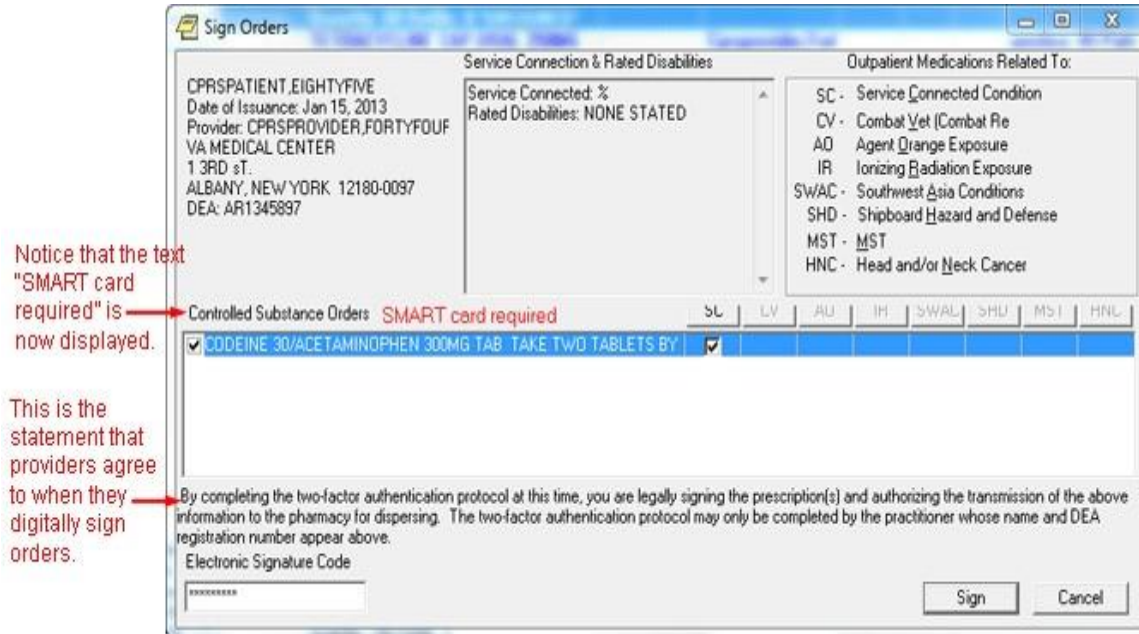 Sign Orders
CPRSPATIENT,EIGHTYFIVE
Date of Issuance: Jan 15, 2013
Provider: CPRSPROVIDER,FORTYFOUR
VA MEDICAL CENTER
1 3RD sT.
ALBANY, NEW YORK 12180-0097
DEA: AR1345897
Service Connection & Rated Disabilities
Service Connected: %
Rated Disabilities: NONE STATED
Outpatient Medications Related To:
SC - Service Connected Condition
CV - Combat Vet (Combat Re
AO Agent Orange Exposure
IR Ionizing Radiation Exposure
SWAC - Southwest Asia Conditions
SHD - Shipboard Hazard and Defense
MST - MST
HNC - Head and/or Neck Cancer
Notice that the text
"SMART card
required" is
now displayed.
Controlled Substance Orders SMART card required SC CV AO IR SWAC SHD MST HNC
CODEINE 30/ACETAMINOPHEN 300MG TAB TAKE TWO TABLETS BY
This is the
statement that
providers agree
to when they
digitally sign
orders.
By completing the two-factor authentication protocol at this time, you are legally signing the prescription(s) and authorizing the transmission of the above
information to the pharmacy for dispersing. The two-factor authentication protocol may only be completed by the practitioner whose name and DEA
registration number appear above.
Electronic Signature Code
*********
Sign Cancel